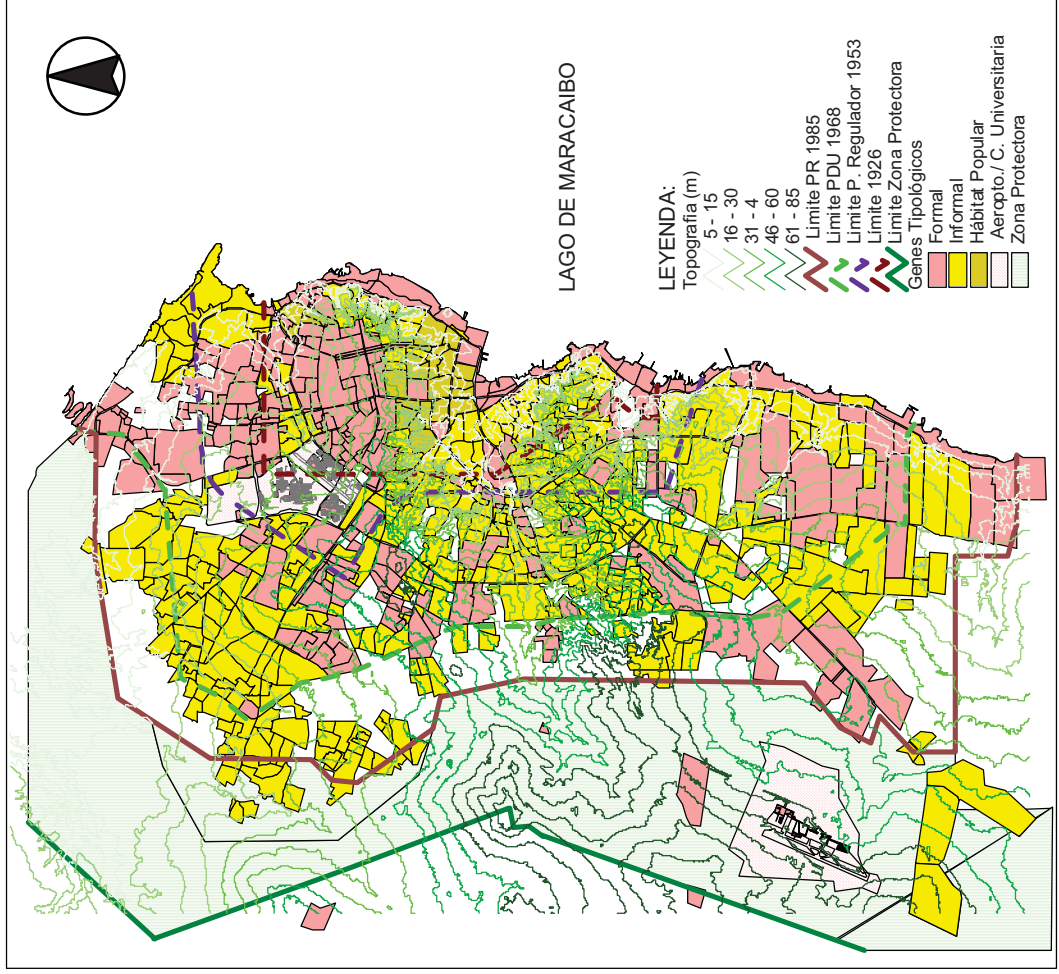 LAGO DE MARACAIBO
LEYENDA:
Topografía (m)
5 - 15
16 - 30
31 - 4
46 - 60
61 - 85
Limite PR 1985
Limite PDU 1968
Limite P. Regulador 1953
Límite 1926
Limite Zona Protectora
Genes Tipológicos
Formal
Informal
Hábitat Popular
Aeropto./ C. Universitaria
Zona Protectora